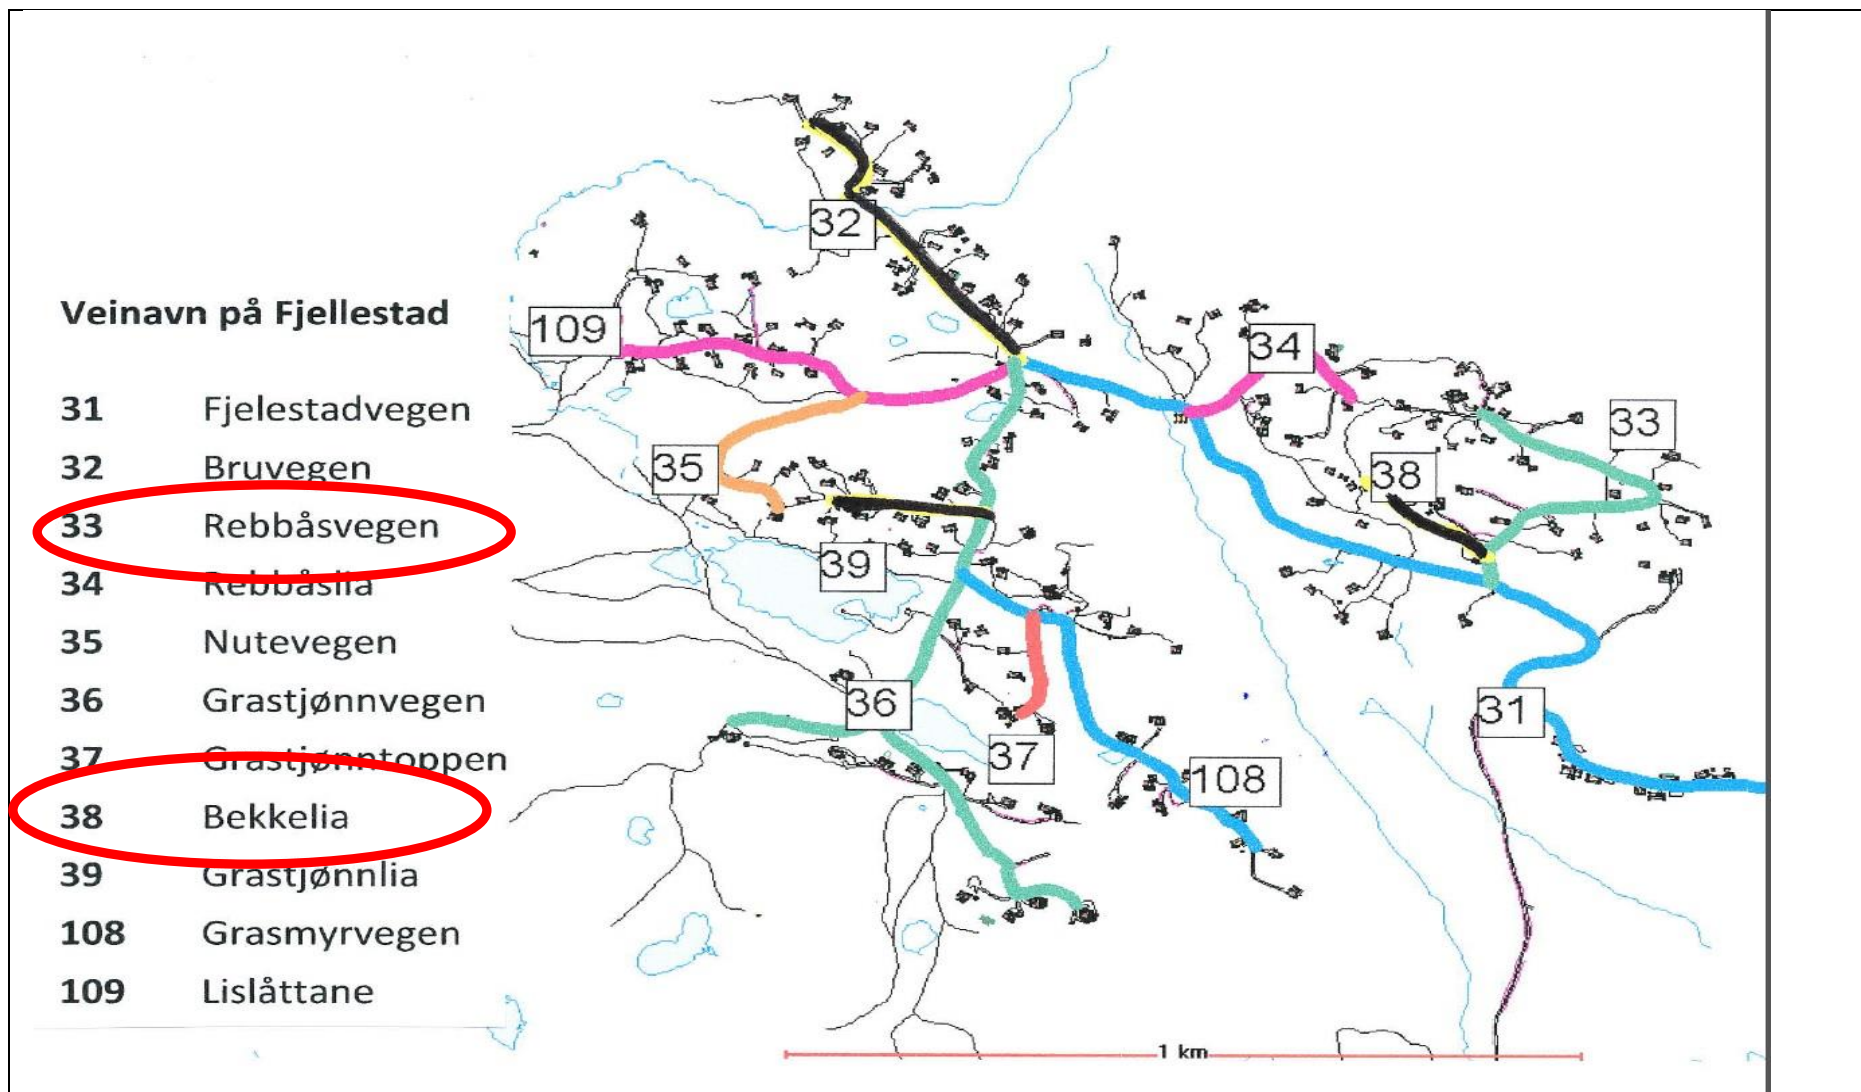 Veinavn på Fjellestad
31 Fjelestadvegen
32 Bruvegen
33 Rebbåsvegen
34 Rebbåslia
35 Nutevegen
36 Grastjønnvegen
37 Grastjønntoppen
38 Bekkelia
39 Grastjønnlia
108 Grasmyrvegen
109 Lislåttane
32
109
34
33
35
38
39
36
31
37
108
1 km